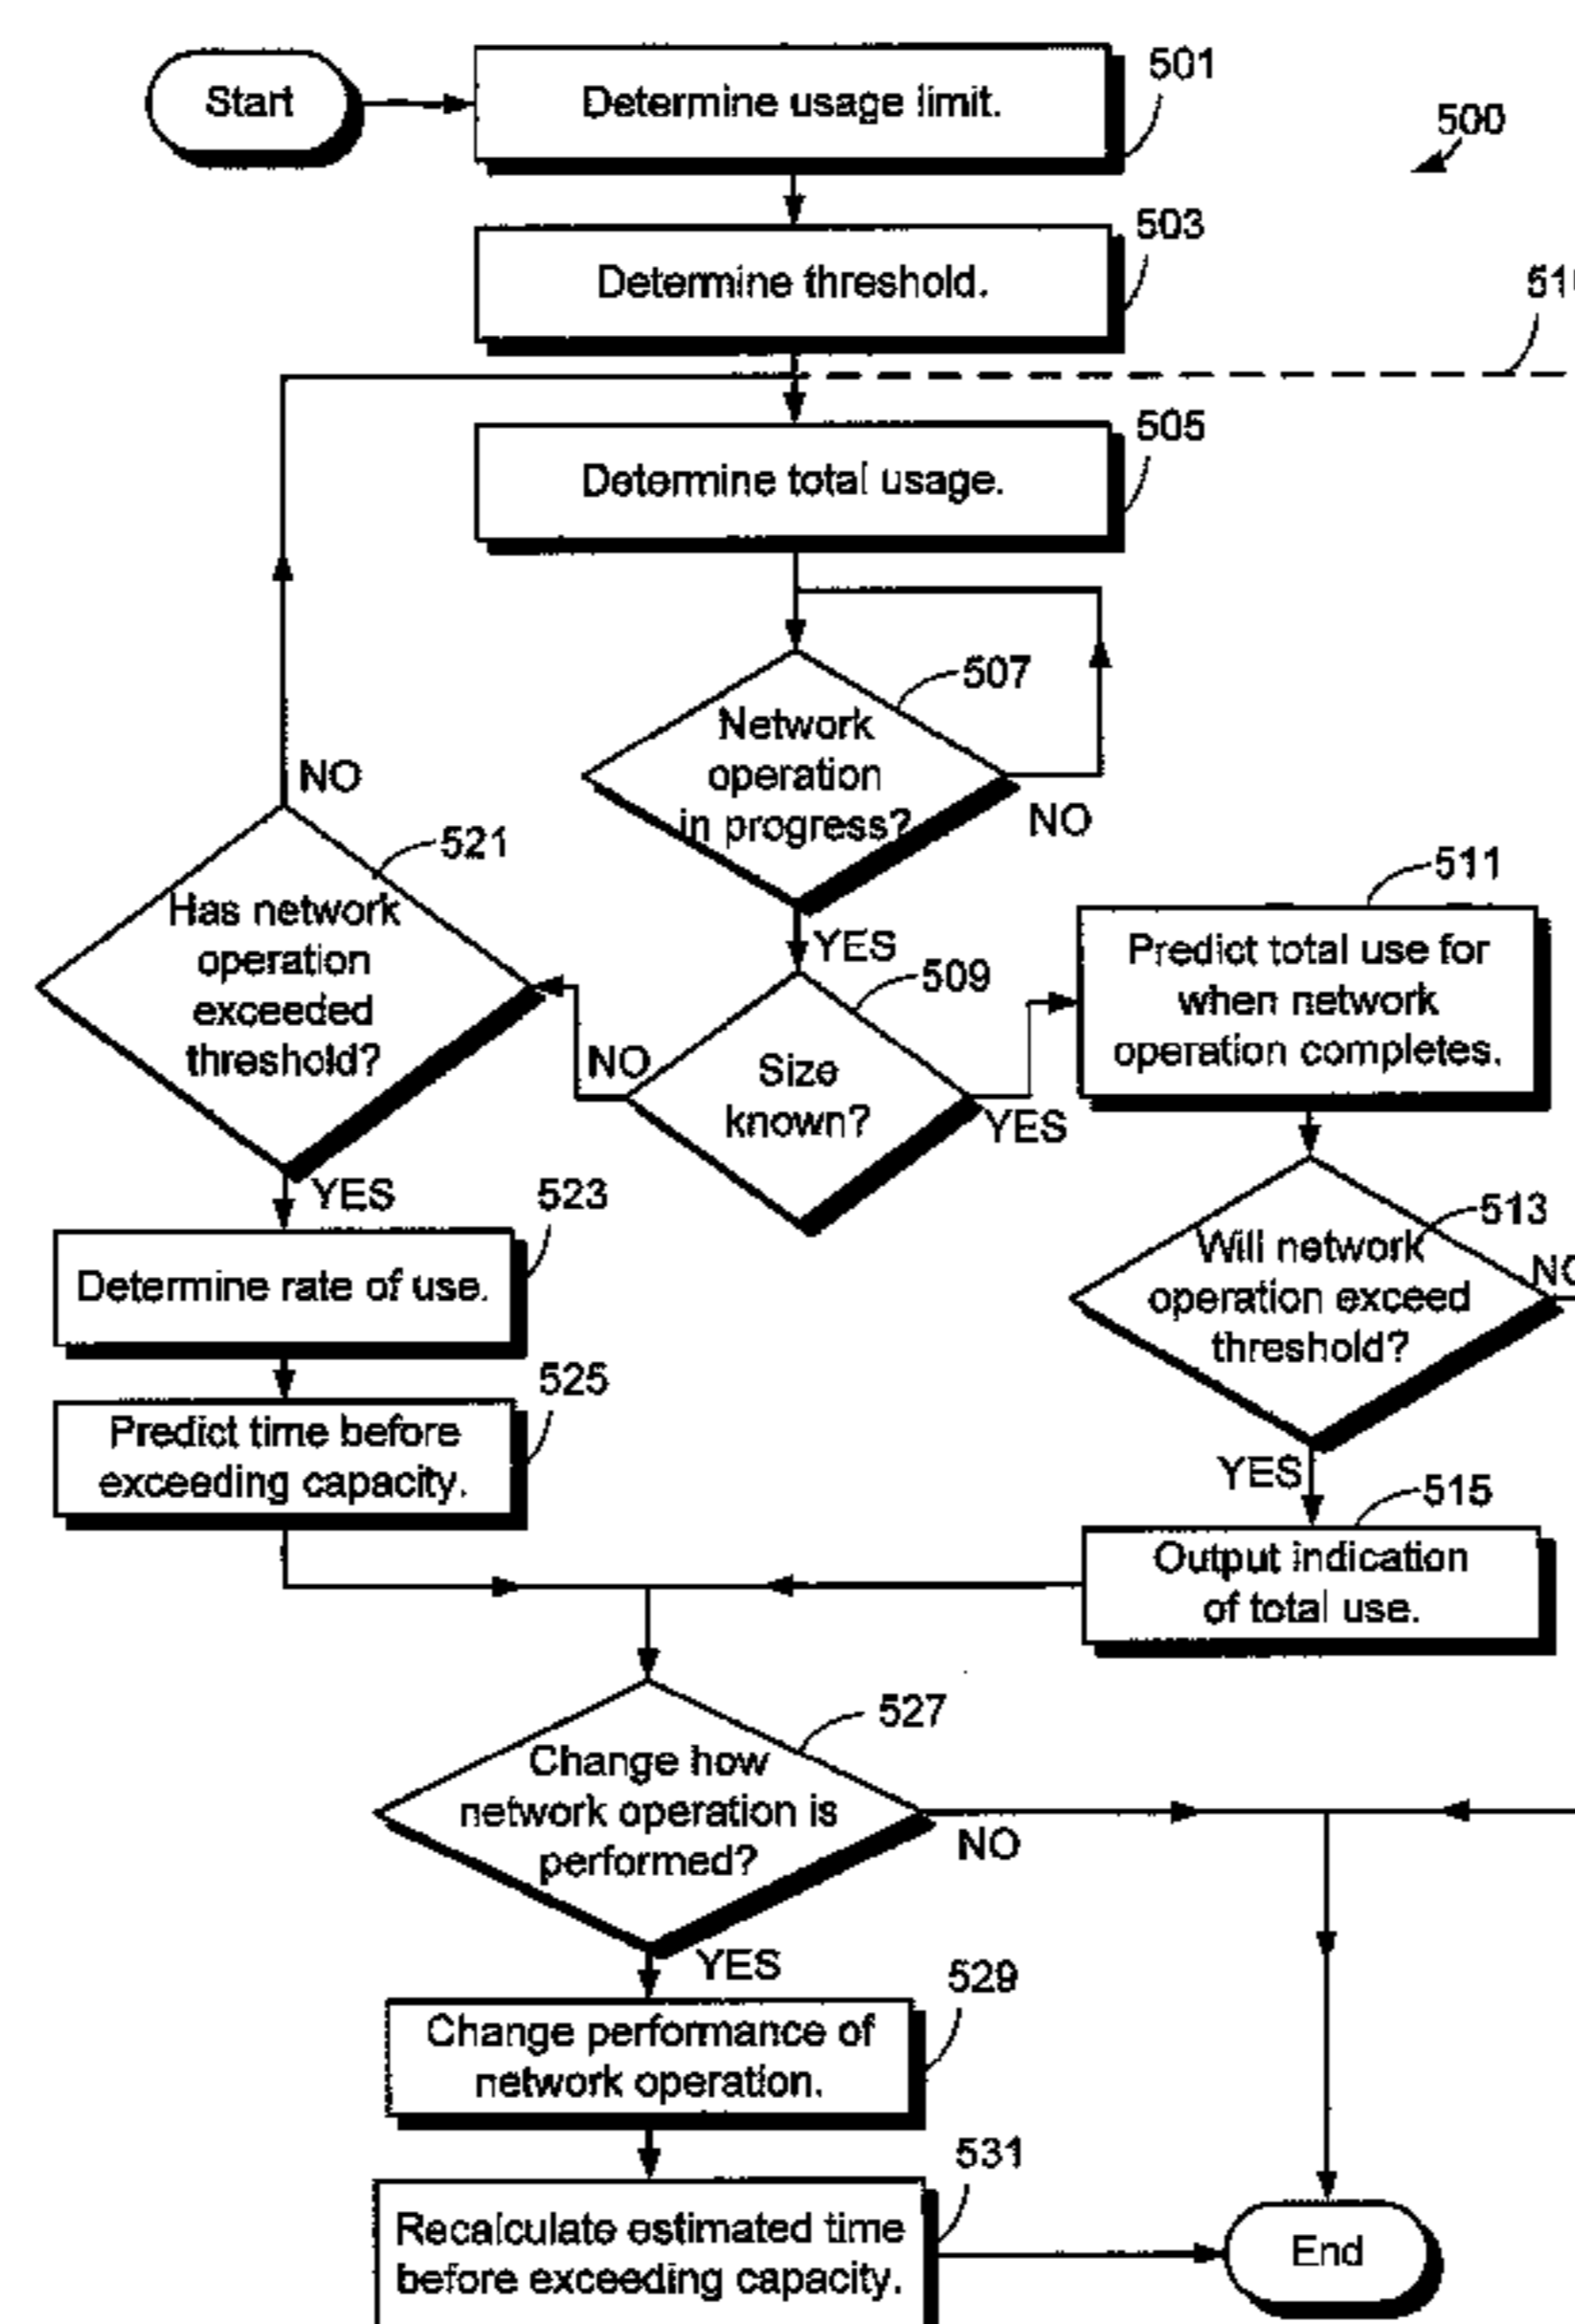 Start
Determine usage limit.
501
500
Determine threshold.
503
Determine total usage.
505
Network
operation
in progress?
507
NO
YES
NO
Has network
operation
exceeded
threshold?
521
Size
known?
509
NO
YES
Predict total use for
when network
operation completes.
511
YES
Determine rate of use.
523
Will network
operation exceed
threshold?
513
Predict time before
exceeding capacity.
525
YES
Output indication
of total use.
515
Change how
network operation is
performed?
527
NO
YES
Change performance of
network operation.
529
Recalculate estimated time
before exceeding capacity.
531
End